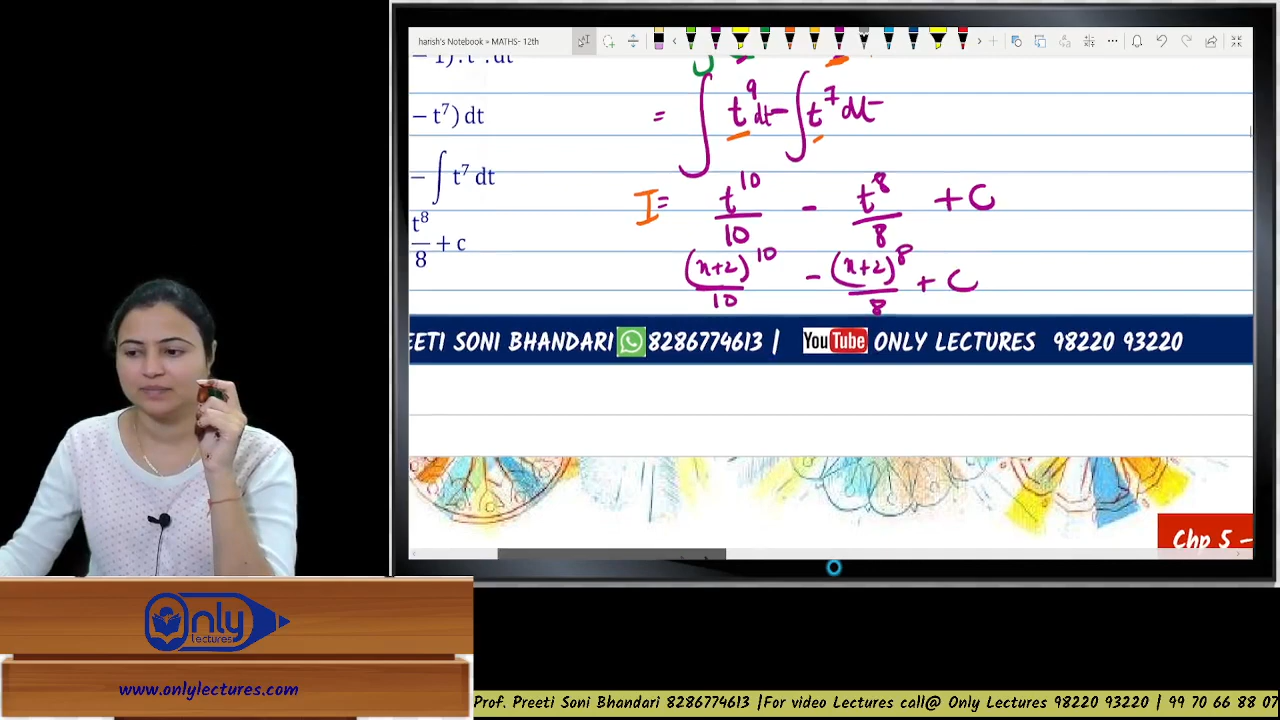 harish's Notebook » MATHS- 12th
− 1). t⁷. dt
− t⁷) dt
= ∫ t⁹ dt − ∫ t⁷ dt
− ∫ t⁷ dt
I = t¹⁰/10 − t⁸/8 + C
t⁸/8 + c
(x+2)¹⁰/10 − (x+2)⁸/8 + C
EETI SONI BHANDARI 8286774613 | YouTube ONLY LECTURES 98220 93220
Chp 5 –
Only
lectures
www.onlylectures.com
Prof. Preeti Soni Bhandari 8286774613 |For video Lectures call@ Only Lectures 98220 93220 | 99 70 66 88 07